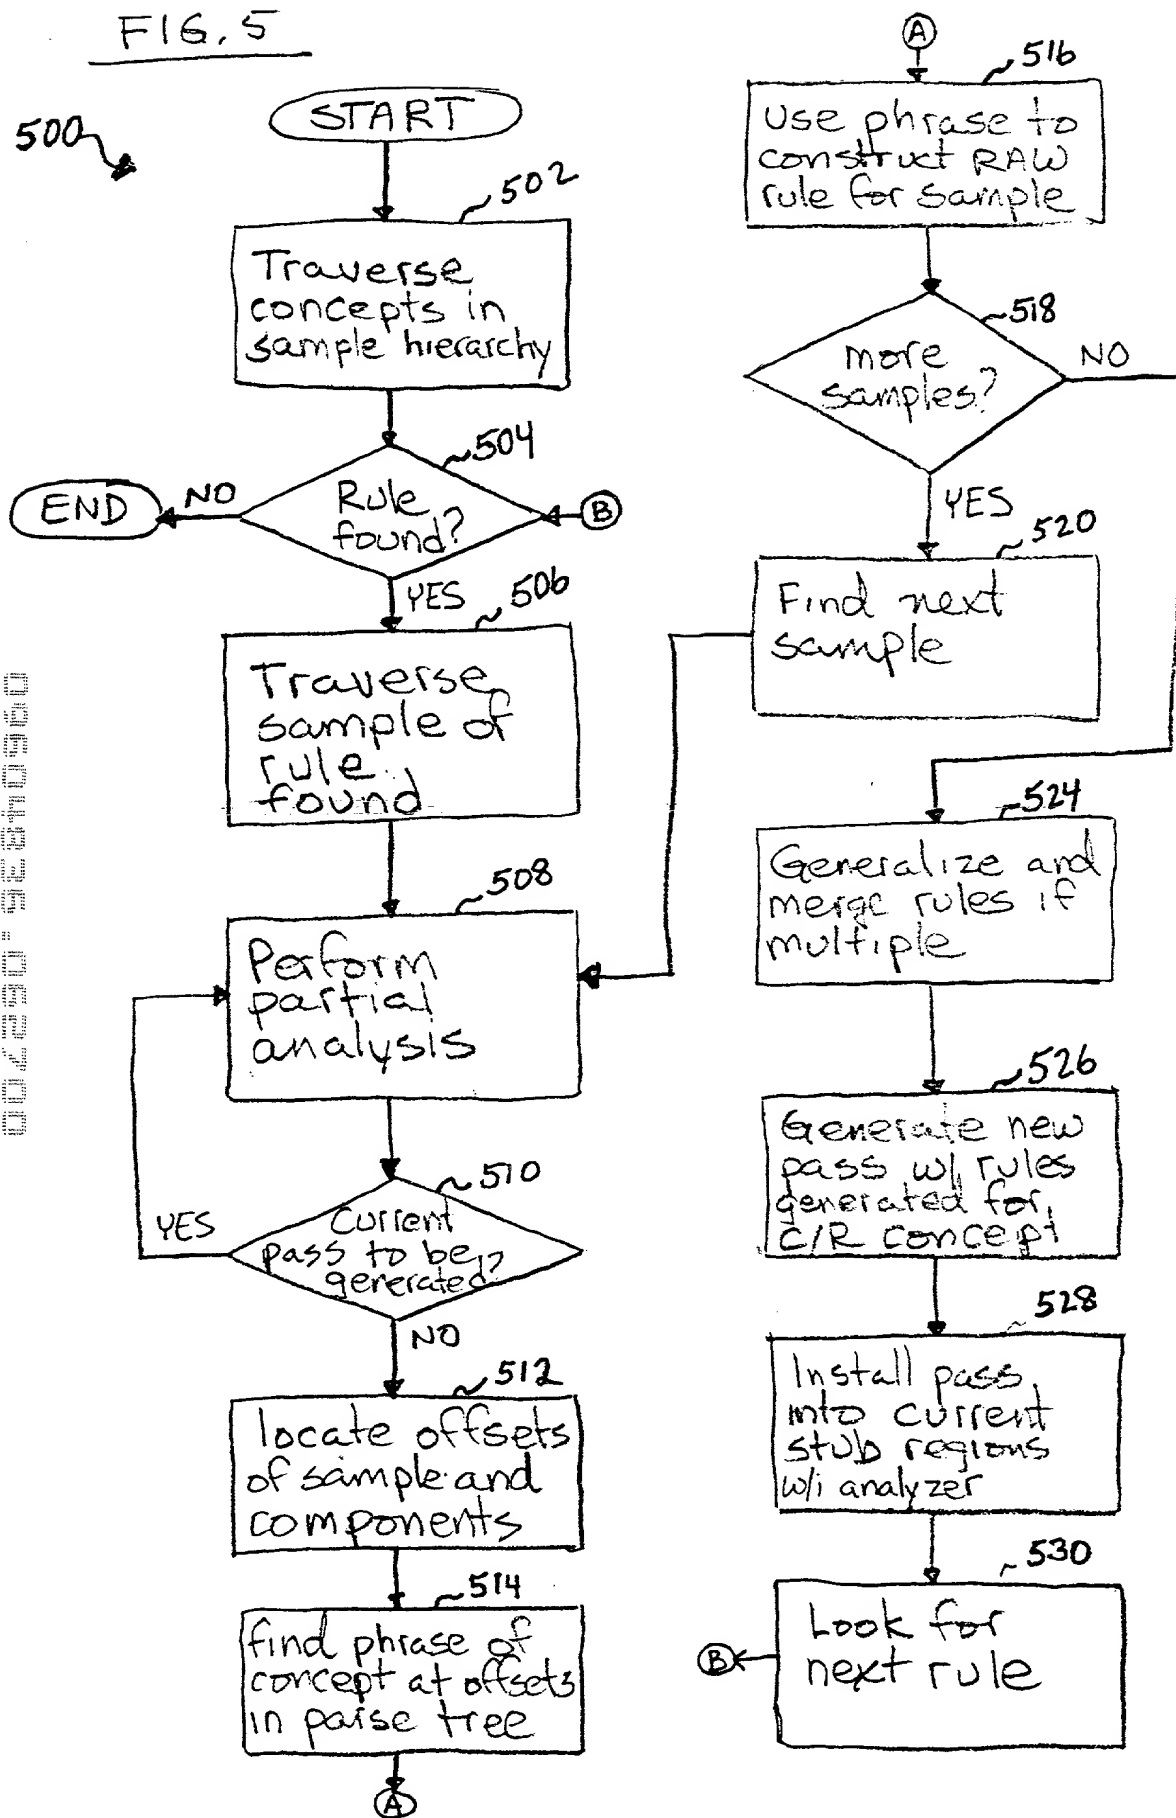 FIG. 5
500
START
502
Traverse
concepts in
sample hierarchy
504
Rule
found?
NO
END
B
YES
506
Traverse
sample of
rule
found
508
Perform
partial
analysis
510
Current
pass to be
generated?
YES
NO
512
locate offsets
of sample and
components
514
find phrase of
concept at offsets
in parse tree
A
A
516
Use phrase to
construct RAW
rule for sample
518
more
samples?
NO
YES
520
Find next
sample
524
Generalize and
merge rules if
multiple
526
Generate new
pass w/ rules
generated for
C/R concept
528
Install pass
into current
stub regions
w/i analyzer
530
Look for
next rule
B